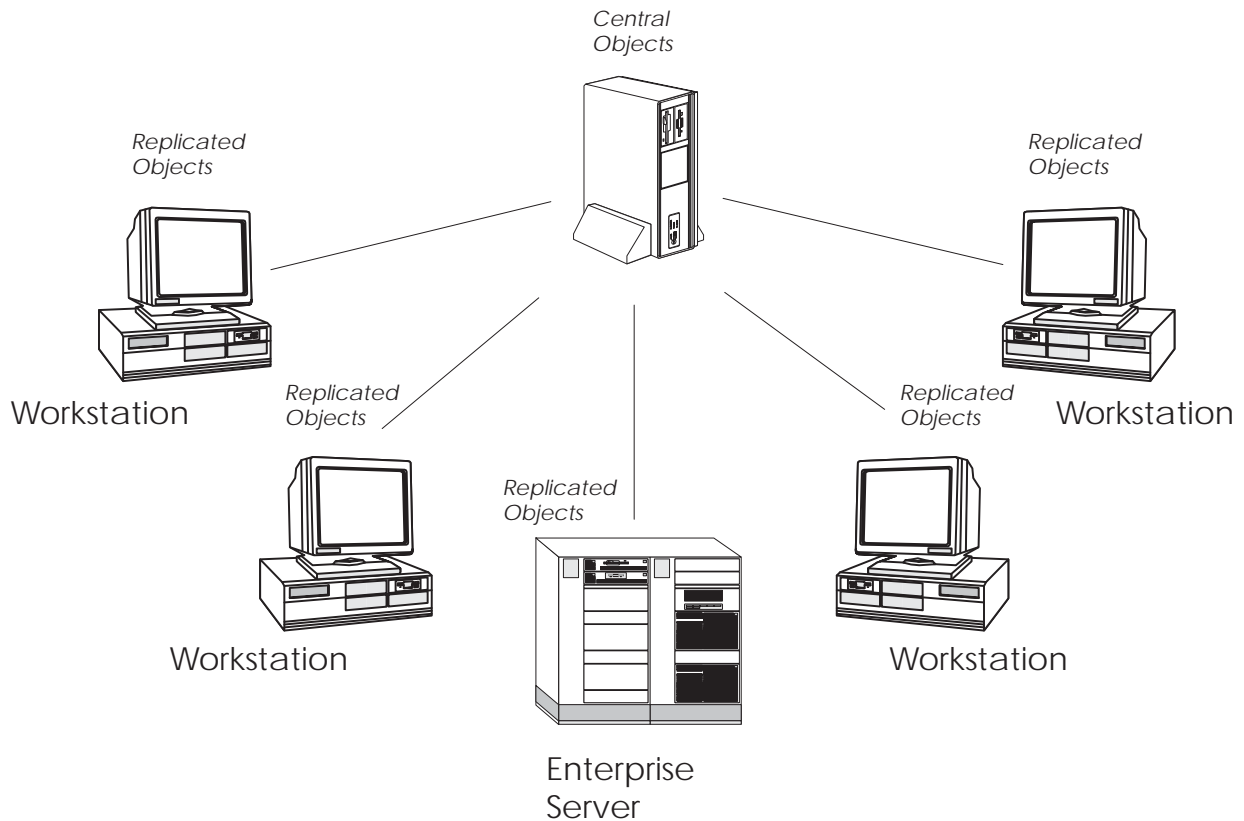 Central
Objects
Replicated
Objects
Replicated
Objects
Workstation
Replicated
Objects
Replicated
Objects
Workstation
Replicated
Objects
Workstation
Workstation
Enterprise
Server